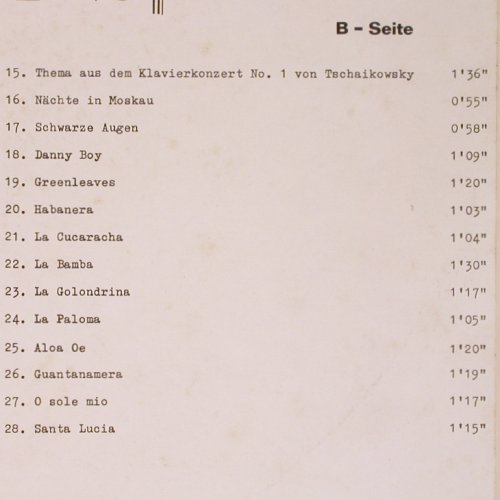 B - Seite
15. Thema aus dem Klavierkonzert No. 1 von Tschaikowsky 1'36"
16. Nächte in Moskau 0'55"
17. Schwarze Augen 0'58"
18. Danny Boy 1'09"
19. Greenleaves 1'20"
20. Habanera 1'03"
21. La Cucaracha 1'04"
22. La Bamba 1'30"
23. La Golondrina 1'17"
24. La Paloma 1'05"
25. Aloa Oe 1'20"
26. Guantanamera 1'19"
27. O sole mio 1'17"
28. Santa Lucia 1'15"